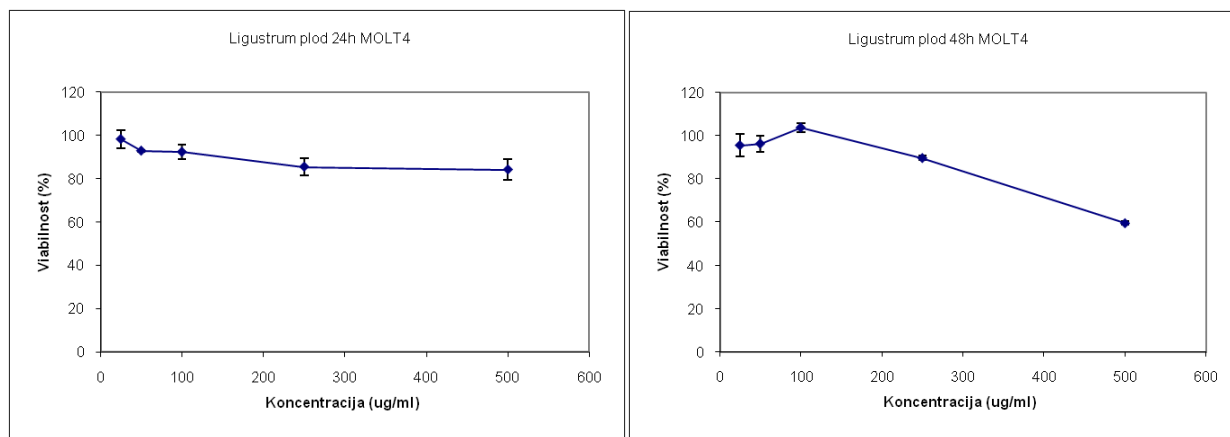 Ligustrum plod 24h MOLT4
120
100
80
60
40
20
0
0 100 200 300 400 500 600
Viabilnost (%)
Koncentracija (ug/ml)
Ligustrum plod 48h MOLT4
120
100
80
60
40
20
0
0 100 200 300 400 500 600
Viabilnost (%)
Koncentracija (ug/ml)